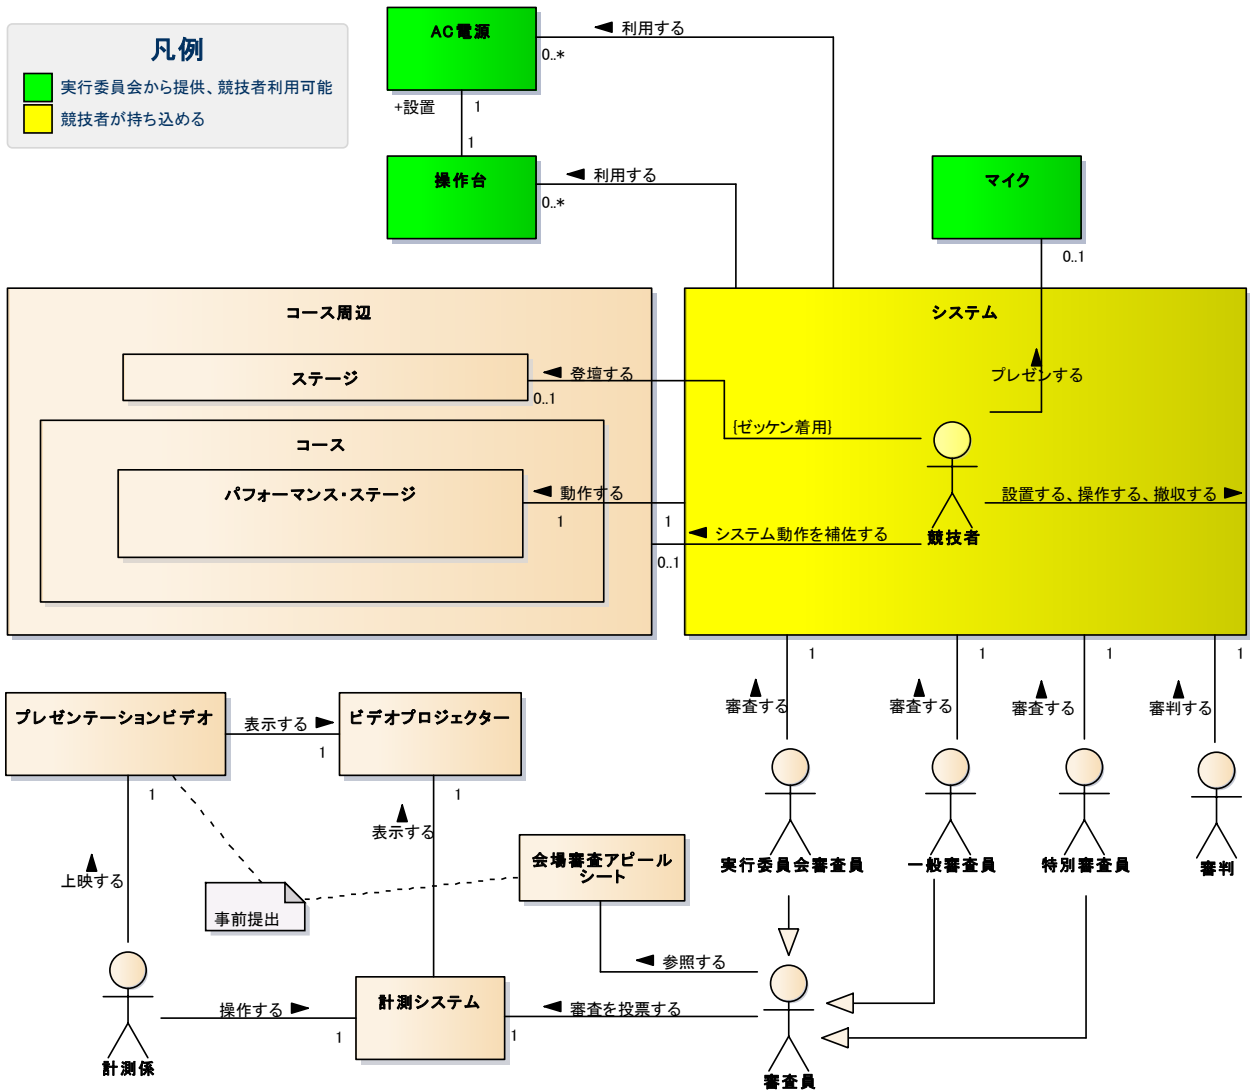 凡例
実行委員会から提供、競技者利用可能
競技者が持ち込める
AC電源
利用する
0..*
+設置
1
1
操作台
利用する
0..*
マイク
0..1
プレゼンする
コース周辺
ステージ
登壇する
0..1
{ゼッケン着用}
コース
パフォーマンス・ステージ
動作する
1
1
システム
競技者
設置する、操作する、撤収する
システム動作を補佐する
0..1
1
1
1
1
審査する
審査する
審査する
審判する
実行委員会審査員
一般審査員
特別審査員
審判
プレゼンテーションビデオ
表示する
1
ビデオプロジェクター
1
1
表示する
上映する
事前提出
会場審査アピール
シート
参照する
計測係
操作する
1
計測システム
審査を投票する
1
審査員